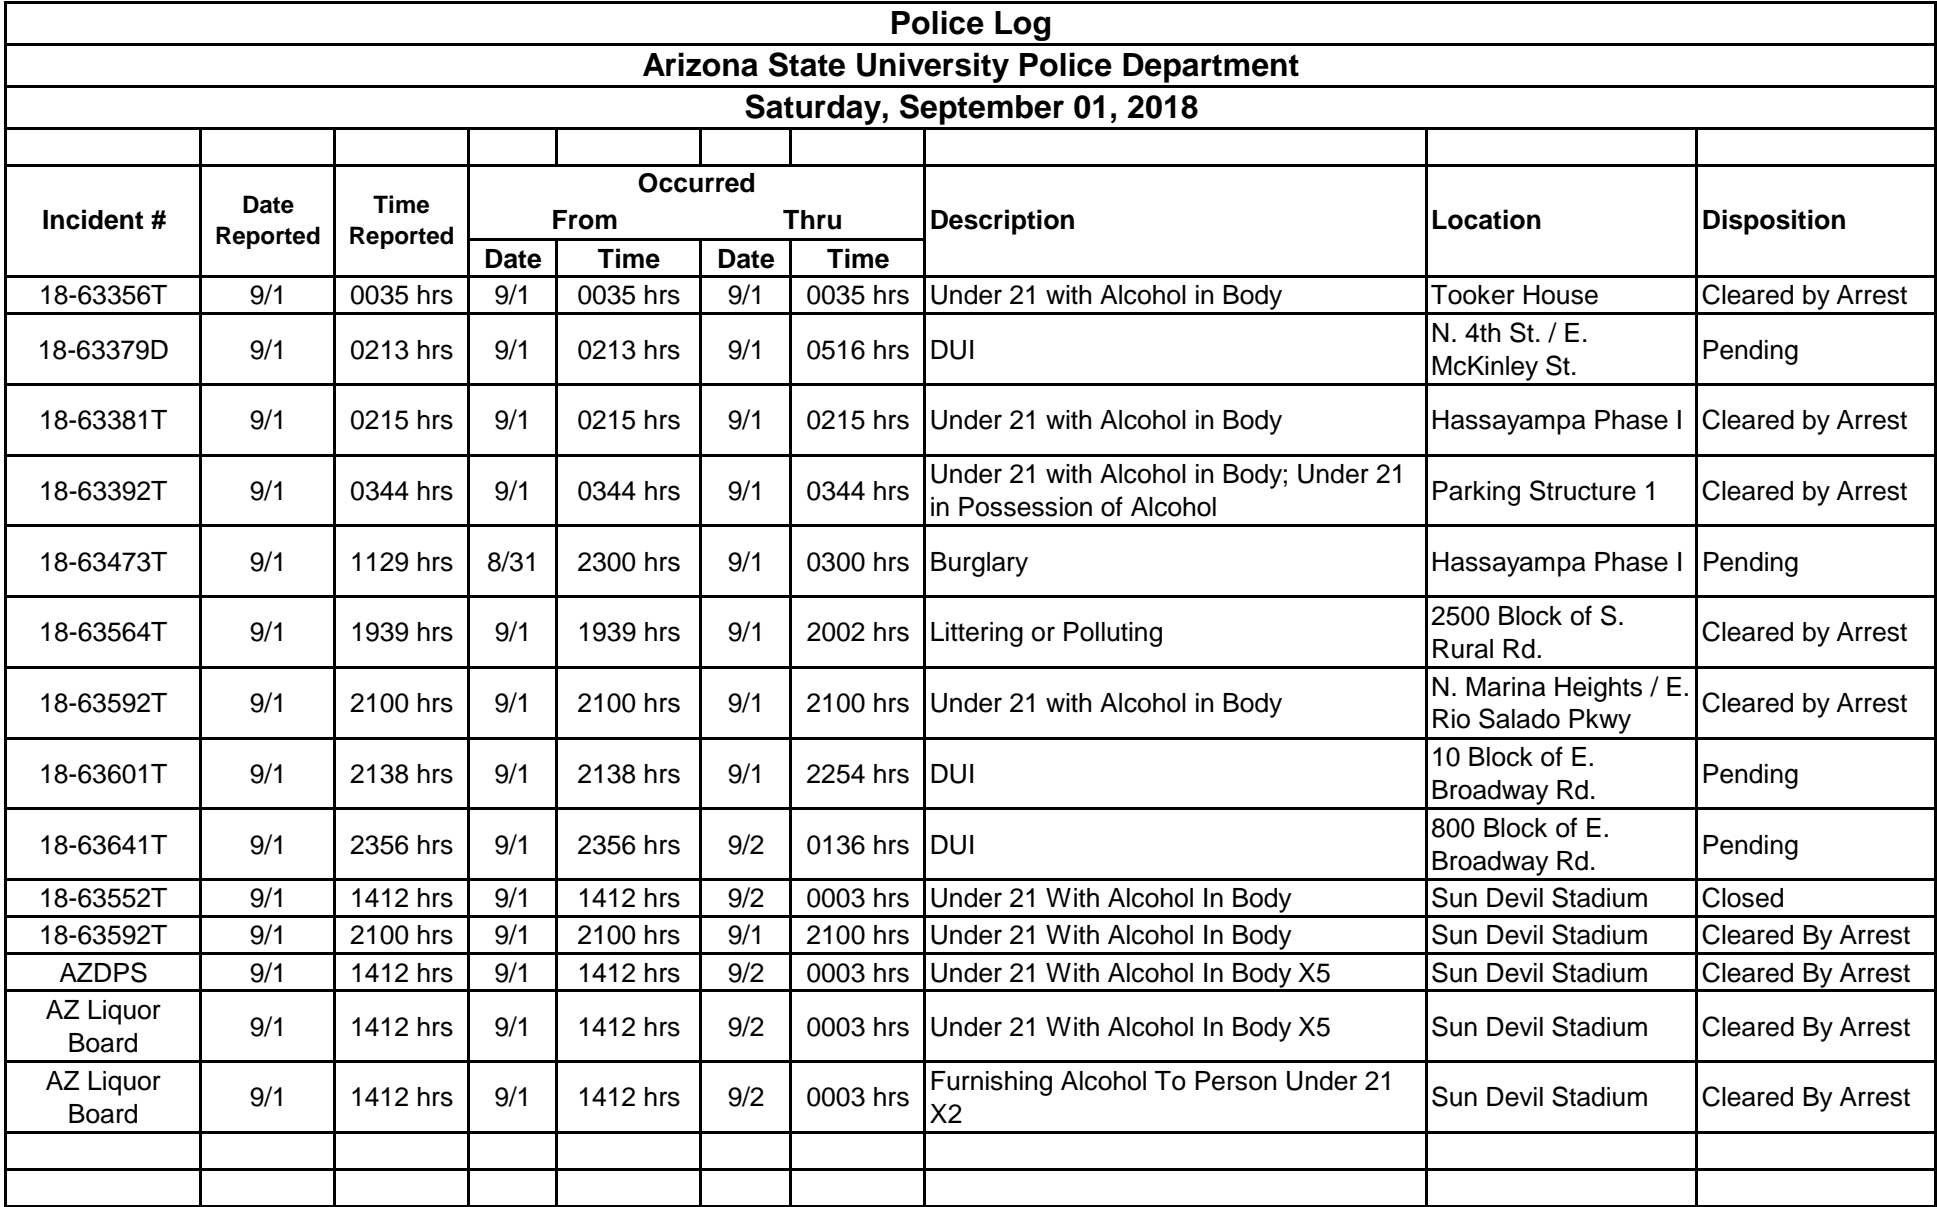 Police Log
Arizona State University Police Department
Saturday, September 01, 2018
Incident # Date Reported Time Reported Occurred From Thru Description Location Disposition
Date Time Date Time
18-63356T 9/1 0035 hrs 9/1 0035 hrs 9/1 0035 hrs Under 21 with Alcohol in Body Tooker House Cleared by Arrest
18-63379D 9/1 0213 hrs 9/1 0213 hrs 9/1 0516 hrs DUI N. 4th St. / E. McKinley St. Pending
18-63381T 9/1 0215 hrs 9/1 0215 hrs 9/1 0215 hrs Under 21 with Alcohol in Body Hassayampa Phase I Cleared by Arrest
18-63392T 9/1 0344 hrs 9/1 0344 hrs 9/1 0344 hrs Under 21 with Alcohol in Body; Under 21 in Possession of Alcohol Parking Structure 1 Cleared by Arrest
18-63473T 9/1 1129 hrs 8/31 2300 hrs 9/1 0300 hrs Burglary Hassayampa Phase I Pending
18-63564T 9/1 1939 hrs 9/1 1939 hrs 9/1 2002 hrs Littering or Polluting 2500 Block of S. Rural Rd. Cleared by Arrest
18-63592T 9/1 2100 hrs 9/1 2100 hrs 9/1 2100 hrs Under 21 with Alcohol in Body N. Marina Heights / E. Rio Salado Pkwy Cleared by Arrest
18-63601T 9/1 2138 hrs 9/1 2138 hrs 9/1 2254 hrs DUI 10 Block of E. Broadway Rd. Pending
18-63641T 9/1 2356 hrs 9/1 2356 hrs 9/2 0136 hrs DUI 800 Block of E. Broadway Rd. Pending
18-63552T 9/1 1412 hrs 9/1 1412 hrs 9/2 0003 hrs Under 21 With Alcohol In Body Sun Devil Stadium Closed
18-63592T 9/1 2100 hrs 9/1 2100 hrs 9/1 2100 hrs Under 21 With Alcohol In Body Sun Devil Stadium Cleared By Arrest
AZDPS 9/1 1412 hrs 9/1 1412 hrs 9/2 0003 hrs Under 21 With Alcohol In Body X5 Sun Devil Stadium Cleared By Arrest
AZ Liquor Board 9/1 1412 hrs 9/1 1412 hrs 9/2 0003 hrs Under 21 With Alcohol In Body X5 Sun Devil Stadium Cleared By Arrest
AZ Liquor Board 9/1 1412 hrs 9/1 1412 hrs 9/2 0003 hrs Furnishing Alcohol To Person Under 21 X2 Sun Devil Stadium Cleared By Arrest